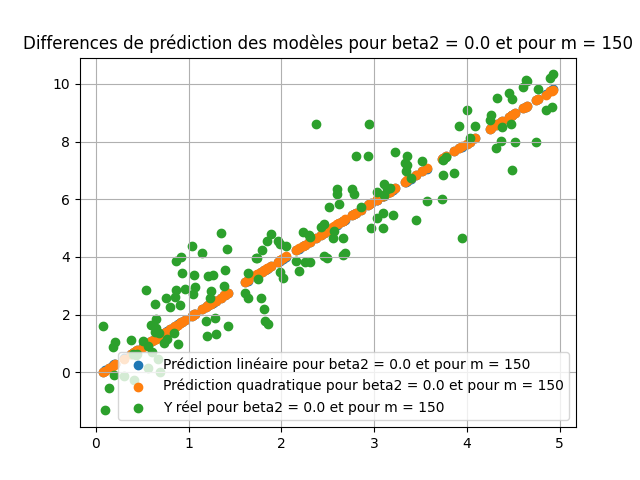 Differences de prédiction des modèles pour beta2 = 0.0 et pour m = 150
10
8
6
4
2
0
Prédiction linéaire pour beta2 = 0.0 et pour m = 150
Prédiction quadratique pour beta2 = 0.0 et pour m = 150
Y réel pour beta2 = 0.0 et pour m = 150
0 1 2 3 4 5